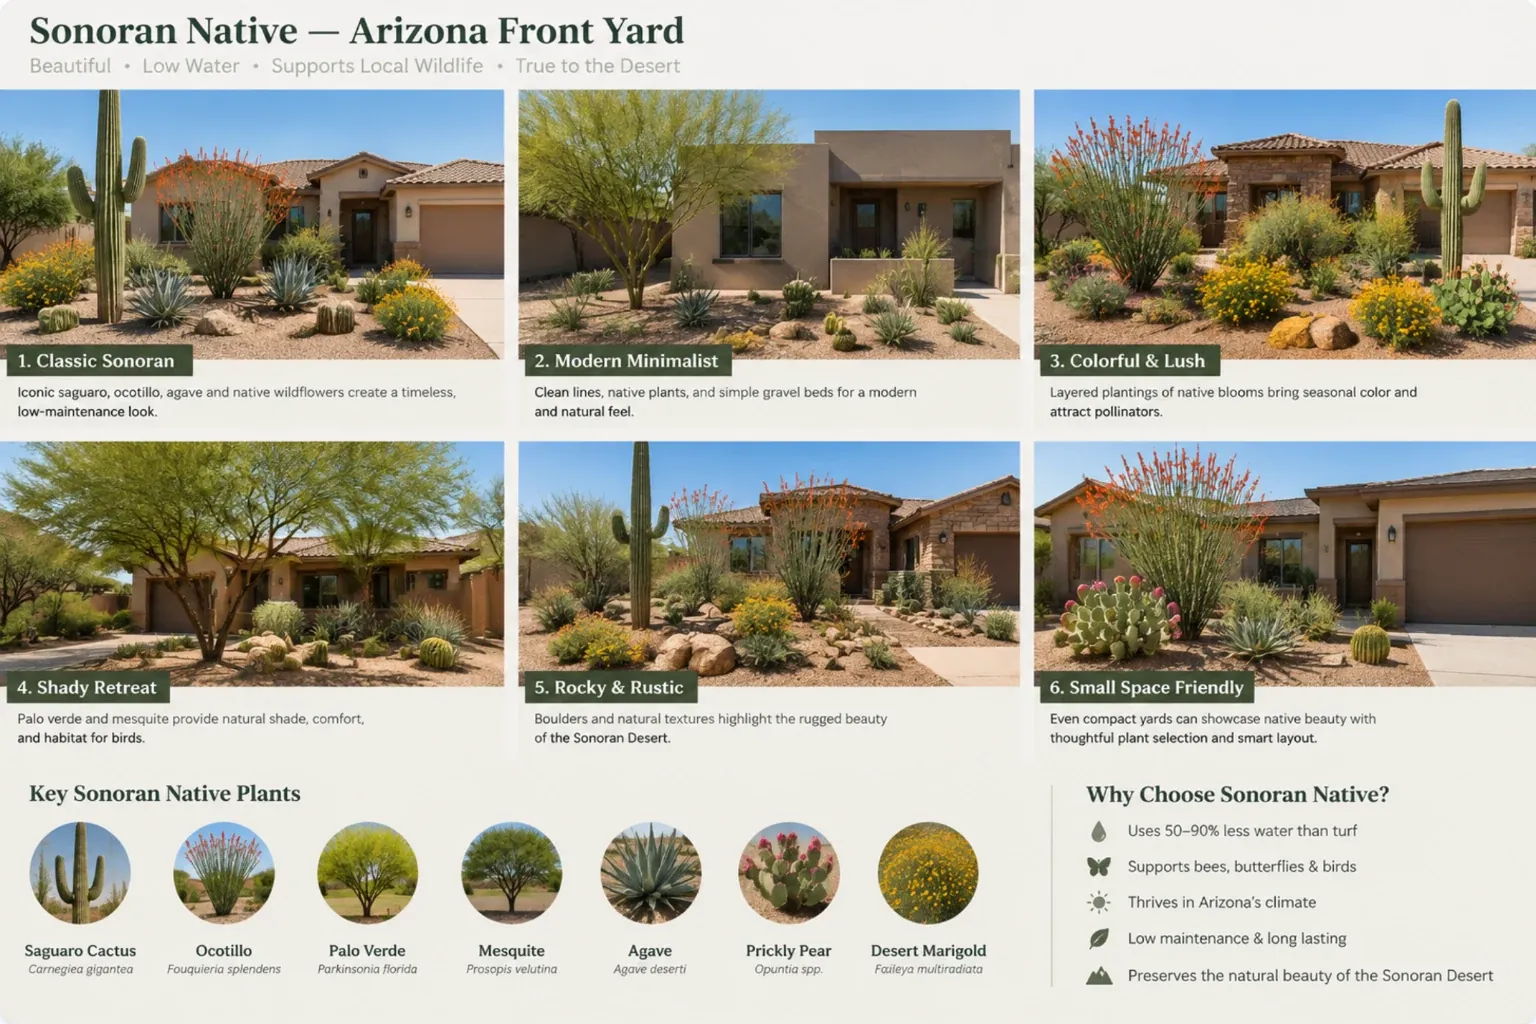 Sonoran Native — Arizona Front Yard
Beautiful • Low Water • Supports Local Wildlife • True to the Desert
1. Classic Sonoran
Iconic saguaro, ocotillo, agave and native wildflowers create a timeless,
low-maintenance look.
2. Modern Minimalist
Clean lines, native plants, and simple gravel beds for a modern
and natural feel.
3. Colorful & Lush
Layered plantings of native blooms bring seasonal color and
attract pollinators.
4. Shady Retreat
Palo verde and mesquite provide natural shade, comfort,
and habitat for birds.
5. Rocky & Rustic
Boulders and natural textures highlight the rugged beauty
of the Sonoran Desert.
6. Small Space Friendly
Even compact yards can showcase native beauty with
thoughtful plant selection and smart layout.
Key Sonoran Native Plants
Saguaro Cactus
Carnegiea gigantea
Ocotillo
Fouquieria splendens
Palo Verde
Parkinsonia florida
Mesquite
Prosopis velutina
Agave
Agave deserti
Prickly Pear
Opuntia spp.
Desert Marigold
Faileya multiradiata
Why Choose Sonoran Native?
Uses 50–90% less water than turf
Supports bees, butterflies & birds
Thrives in Arizona's climate
Low maintenance & long lasting
Preserves the natural beauty of the Sonoran Desert